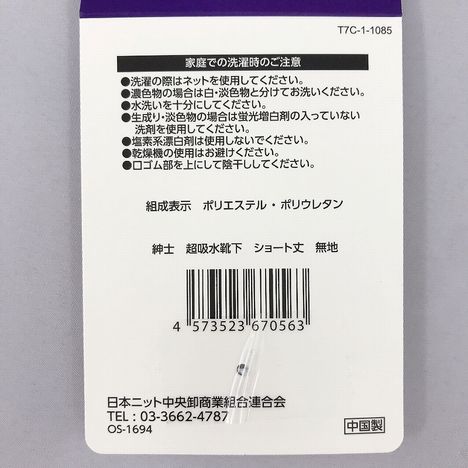 T7C-1-1085
家庭での洗濯時のご注意
●洗濯の際はネットを使用してください。
●濃色物の場合は白・淡色物と分けてお洗いください。
●水洗いを十分にしてください。
●生成り・淡色物の場合は蛍光増白剤の入っていない
洗剤を使用してください。
●塩素系漂白剤は使用しないでください。
●乾燥機の使用はお避けください。
●口ゴム部を上にして陰干ししてください。
組成表示 ポリエステル・ポリウレタン
紳士 超吸水靴下 ショート丈 無地
4 573523 670563
日本ニット中央卸商業組合連合会
TEL : 03-3662-4787
OS-1694
中国製